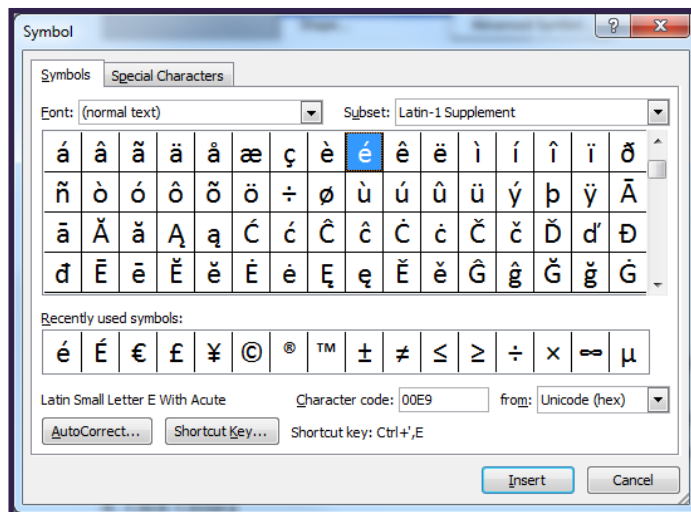 Symbol
Symbols Special Characters
Font: (normal text) Subset: Latin-1 Supplement
á â ã ä å æ ç è é ê ë ì í î ï ð
ñ ò ó ô õ ö ÷ ø ù ú û ü ý þ ÿ Ā
ā Ă ă Ą ą Ć ć Ĉ ĉ Ċ ċ Č č Ď ď Đ
đ Ē ē Ĕ ĕ Ė ė Ę ę Ě ě Ĝ ĝ Ğ ğ Ġ
Recently used symbols:
é É € £ ¥ © ® ™ ± ≠ ≤ ≥ ÷ × ∞ µ
Latin Small Letter E With Acute Character code: 00E9 from: Unicode (hex)
AutoCorrect... Shortcut Key... Shortcut key: Ctrl+',E
Insert Cancel